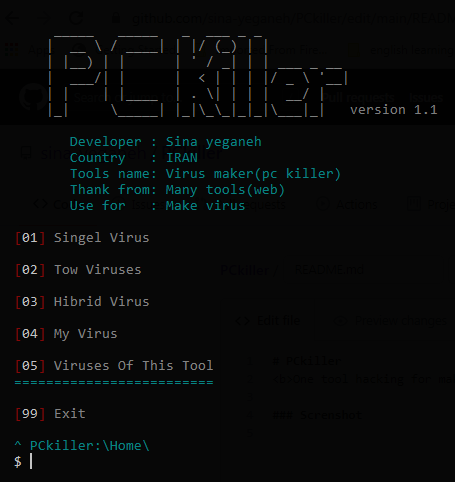 PC Killer
version 1.1
Developer : Sina yeganeh
Country : IRAN
Tools name: Virus maker(pc killer)
Thank from: Many tools(web)
Use for : Make virus
[01] Singel Virus
[02] Tow Viruses
[03] Hibrid Virus
[04] My Virus
[05] Viruses Of This Tool
=========================
[99] Exit
^ PCkiller:\Home\
$